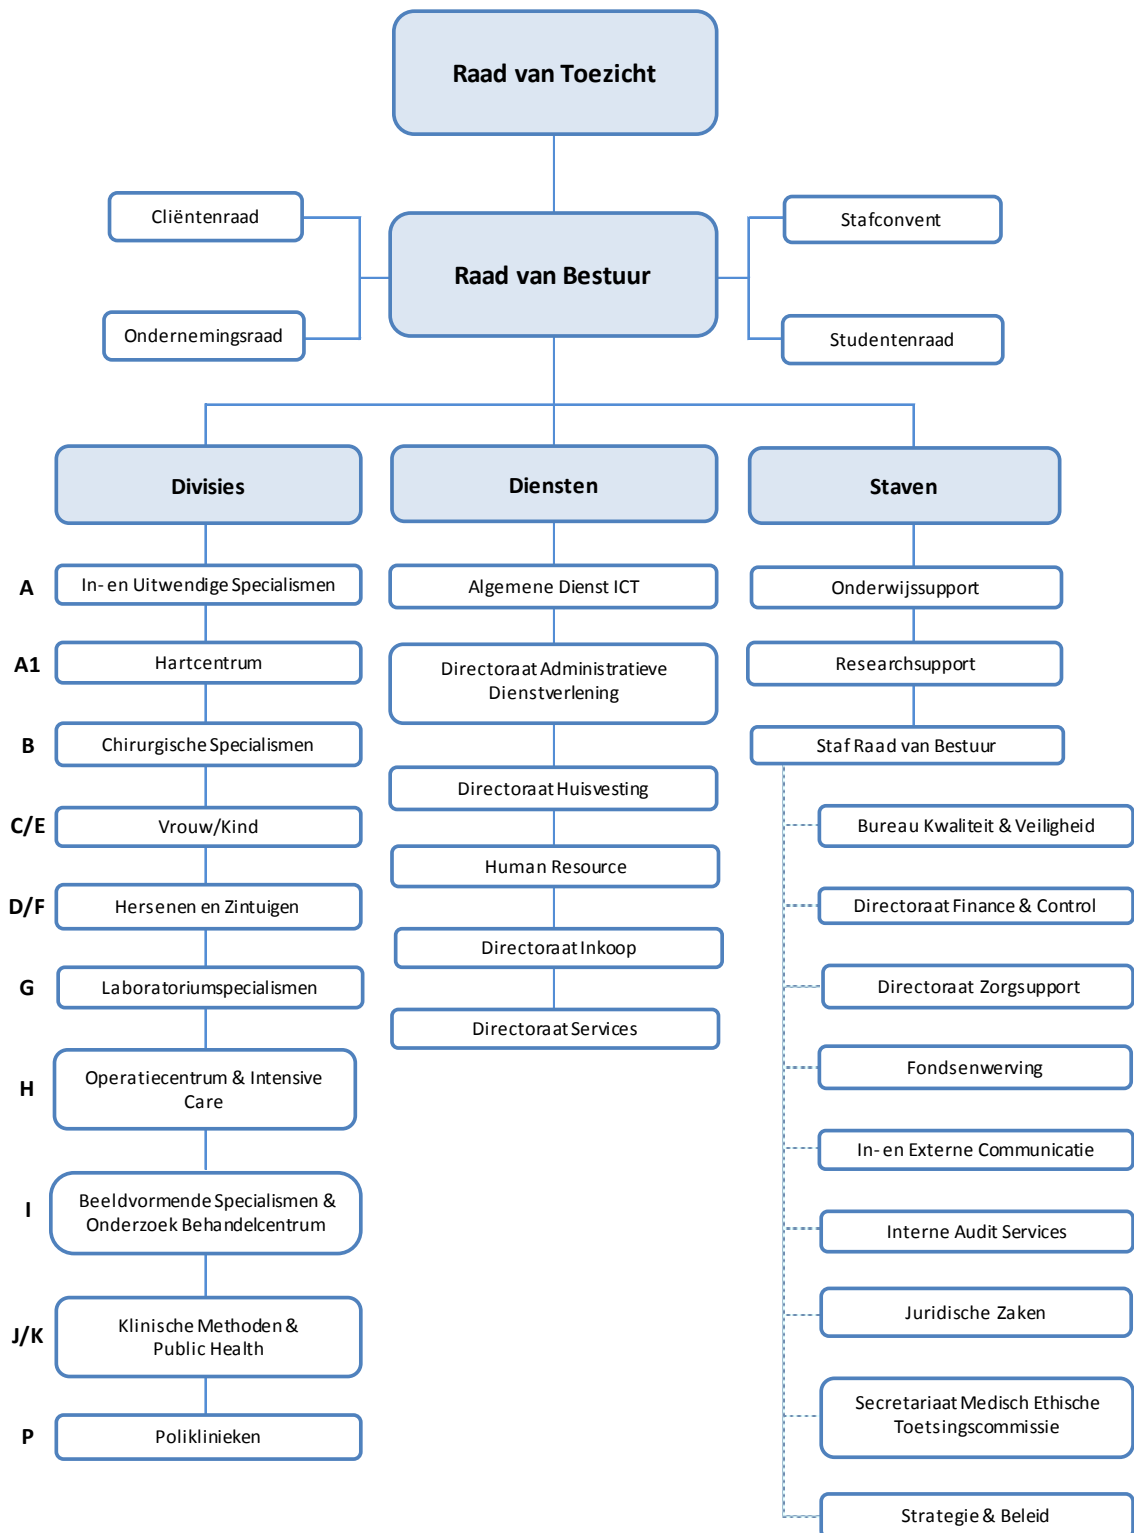 Raad van Toezicht
Cliëntenraad
Stafconvent
Raad van Bestuur
Ondernemingsraad
Studentenraad
Divisies
Diensten
Staven
A
In- en Uitwendige Specialismen
A1
Hartcentrum
B
Chirurgische Specialismen
C/E
Vrouw/Kind
D/F
Hersenen en Zintuigen
G
Laboratoriumspecialismen
H
Operatiecentrum & Intensive
Care
I
Beeldvormende Specialismen &
Onderzoek Behandelcentrum
J/K
Klinische Methoden &
Public Health
P
Poliklinieken
Algemene Dienst ICT
Directoraat Administratieve
Dienstverlening
Directoraat Huisvesting
Human Resource
Directoraat Inkoop
Directoraat Services
Onderwijssupport
Researchsupport
Staf Raad van Bestuur
Bureau Kwaliteit & Veiligheid
Directoraat Finance & Control
Directoraat Zorgsupport
Fondsenwerving
In- en Externe Communicatie
Interne Audit Services
Juridische Zaken
Secretariaat Medisch Ethische
Toetsingscommissie
Strategie & Beleid